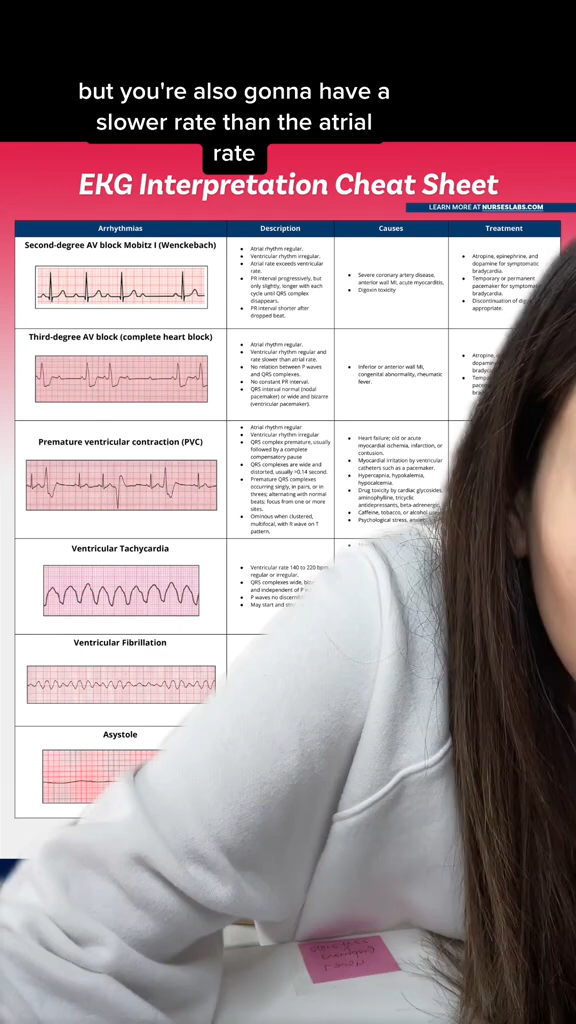 but you're also gonna have a
slower rate than the atrial
rate
EKG Interpretation Cheat Sheet
LEARN MORE AT NURSESLABS.COM
Arrhythmias
Description
Causes
Treatment
Second-degree AV block Mobitz I (Wenckebach)
Atrial rhythm regular.
Ventricular rhythm irregular.
Atrial rate exceeds ventricular
rate.
PR interval progressively, but
only slightly, longer with each
cycle until QRS complex
disappears.
PR interval shorter after
dropped beat.
Severe coronary artery disease,
anterior wall MI, acute myocarditis,
Digoxin toxicity
Atropine, epinephrine, and
dopamine for symptomatic
bradycardia.
Temporary or permanent
pacemaker for
bradycardia.
Discontinuation of
appropriate.
Third-degree AV block (complete heart block)
Atrial rhythm regular.
Ventricular rhythm regular and
rate slower than atrial rate.
No relation between P waves
and QRS complexes.
No constant PR interval.
QRS interval normal (nodal
pacemaker) or wide and bizarre
(ventricular pacemaker).
Inferior or anterior wall MI,
congenital abnormality, rheumatic
fever.
Premature ventricular contraction (PVC)
Atrial rhythm regular
Ventricular rhythm irregular
QRS complex premature, usually
followed by a complete
compensatory pause
QRS complexes are wide and
distorted, usually >0.14 second.
Premature QRS complexes
occurring singly, in pairs, or in
threes; alternating with normal
beats; focus from one or more
sites.
Ominous when clustered,
multifocal, with R wave on T
pattern.
Heart failure; old or acute
myocardial ischemia, infarction, or
contusion.
Myocardial irritation by ventricular
catheters such as a pacemaker.
Hypercapnia, hypokalemia,
hypocalcemia.
Drug toxicity by cardiac glycosides,
aminophylline, tricyclic
antidepressants, beta-adrenergic
Caffeine, tobacco, or alcohol
Psychological stress,
Ventricular Tachycardia
Ventricular rate 140 to 220
regular or irregular.
QRS complexes wide,
and independent of P
P waves no
May start and
Ventricular Fibrillation
Asystole